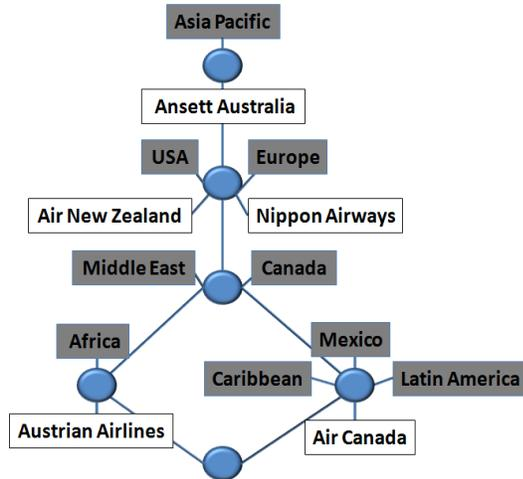 Asia Pacific
Ansett Australia
USA
Europe
Air New Zealand
Nippon Airways
Middle East
Canada
Africa
Mexico
Caribbean
Latin America
Austrian Airlines
Air Canada